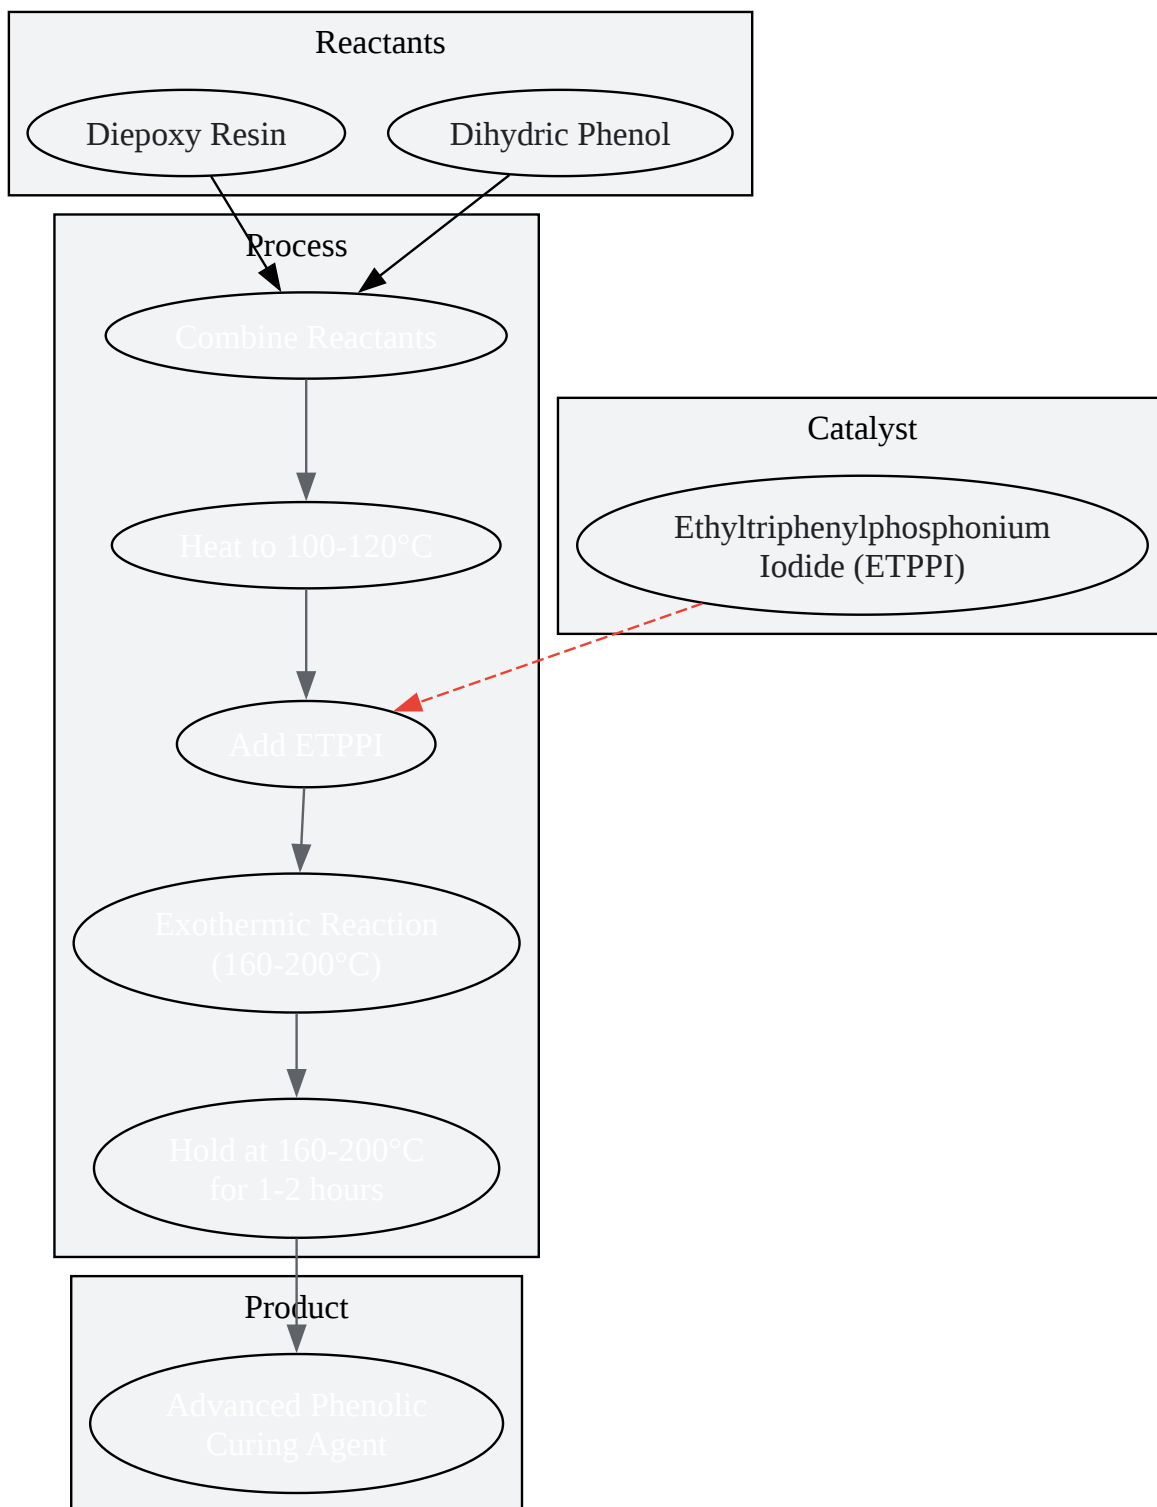 Reactants
Diepoxy Resin
Dihydric Phenol
Process
Combine Reactants
Heat to 100-120°C
Catalyst
Ethyltriphenylphosphonium
Iodide (ETPPI)
Add ETPPI
Exothermic Reaction
(160-200°C)
Hold at 160-200°C
for 1-2 hours
Product
Advanced Phenolic
Curing Agent